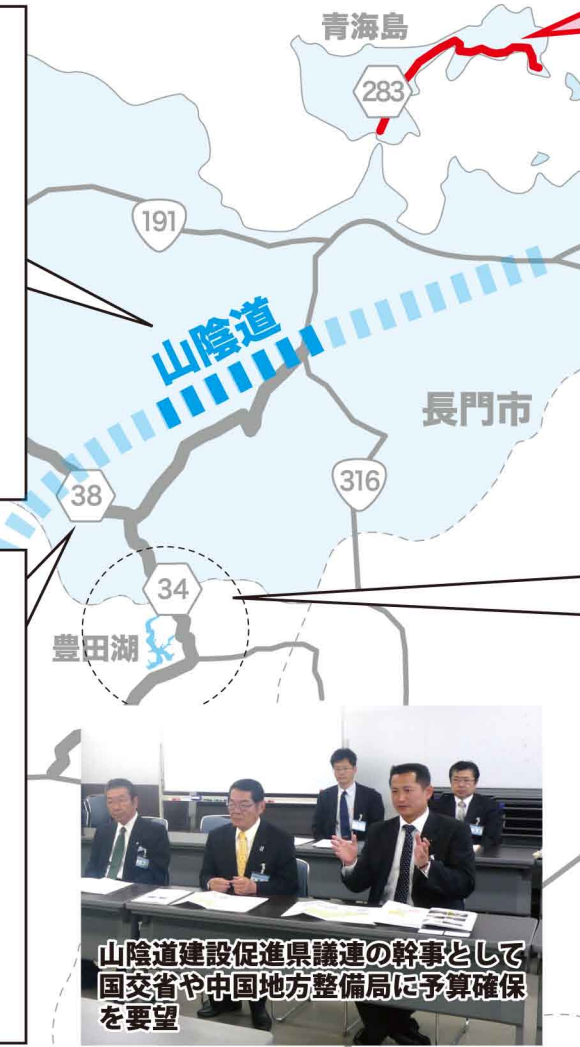 青海島
283
191
山陰道
長門市
316
38
34
豊田湖
山陰道建設促進県議連の幹事として
国交省や中国地方整備局に予算確保
を要望